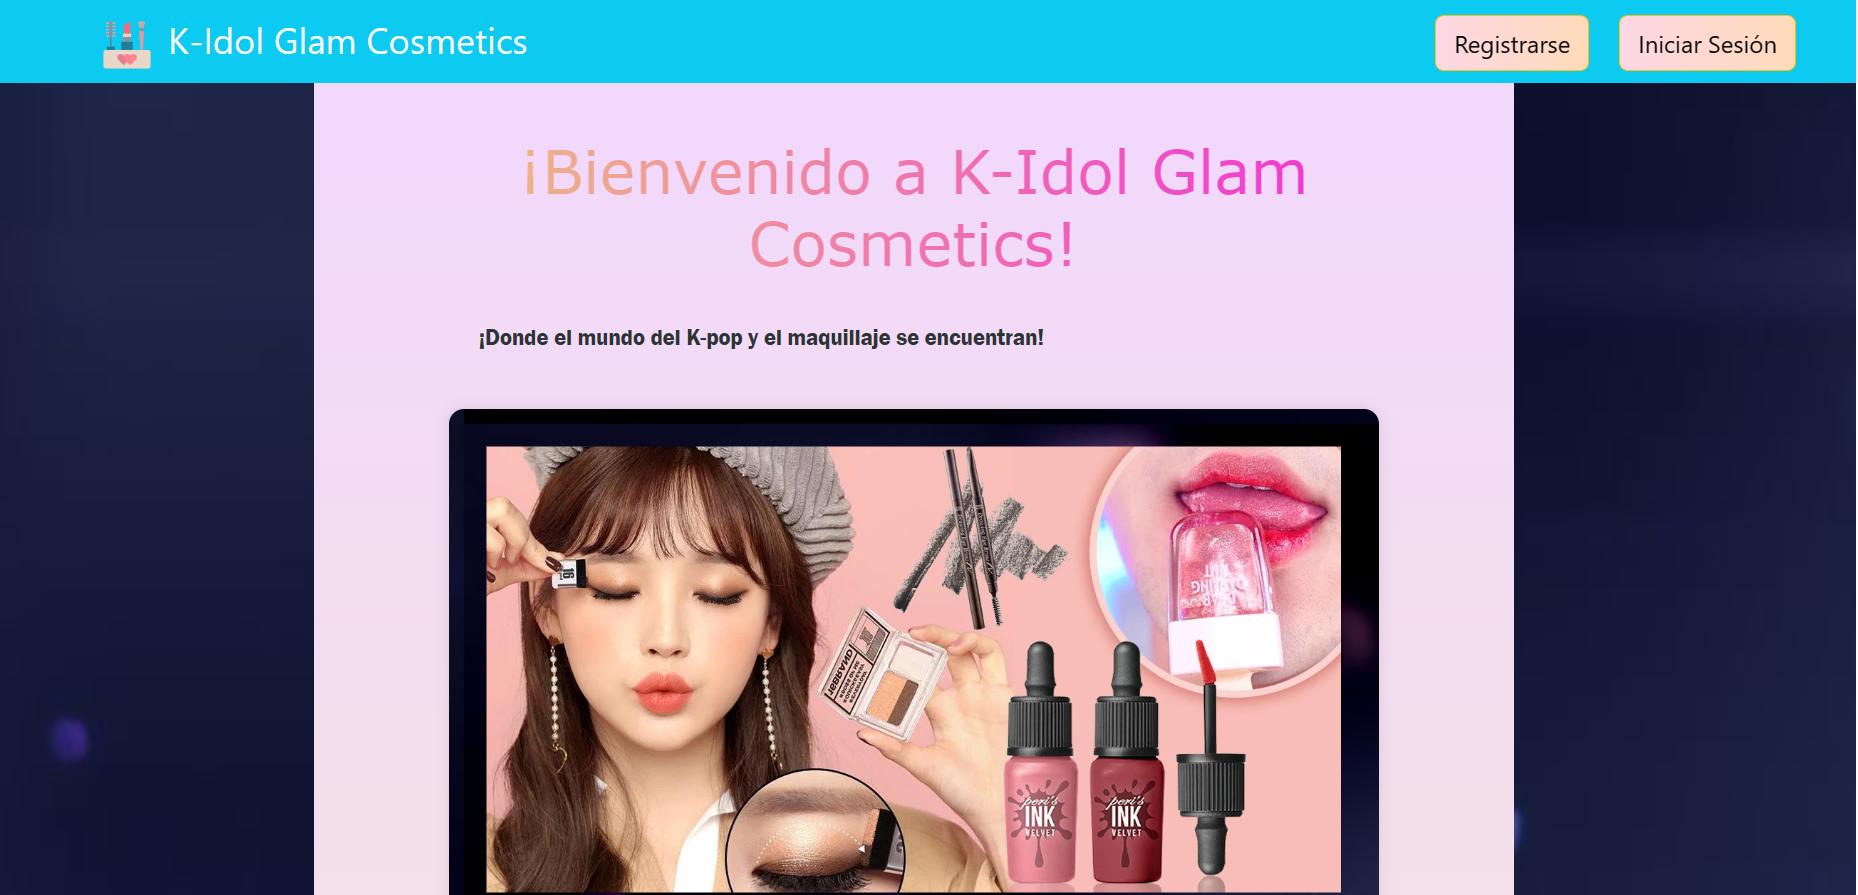 K-Idol Glam Cosmetics
Registrarse
Iniciar Sesión
¡Bienvenido a K-Idol Glam
Cosmetics!
¡Donde el mundo del K-pop y el maquillaje se encuentran!
16
peri's
INK
VELVET
peri's
INK
VELVET